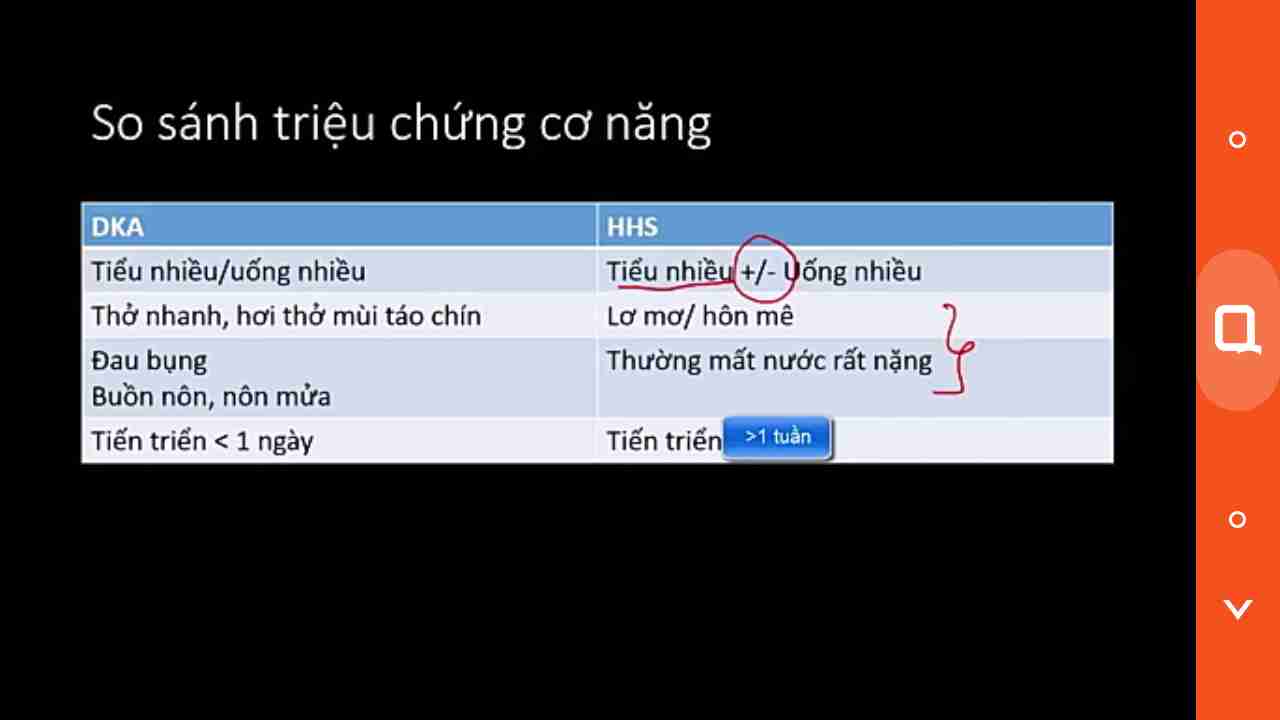 So sánh triệu chứng cơ năng
DKA
HHS
Tiểu nhiều/uống nhiều
Tiểu nhiều +/- Uống nhiều
Thở nhanh, hơi thở mùi táo chín
Lơ mơ/ hôn mê
Đau bụng
Buồn nôn, nôn mửa
Thường mất nước rất nặng
Tiến triển < 1 ngày
Tiến triển >1 tuần